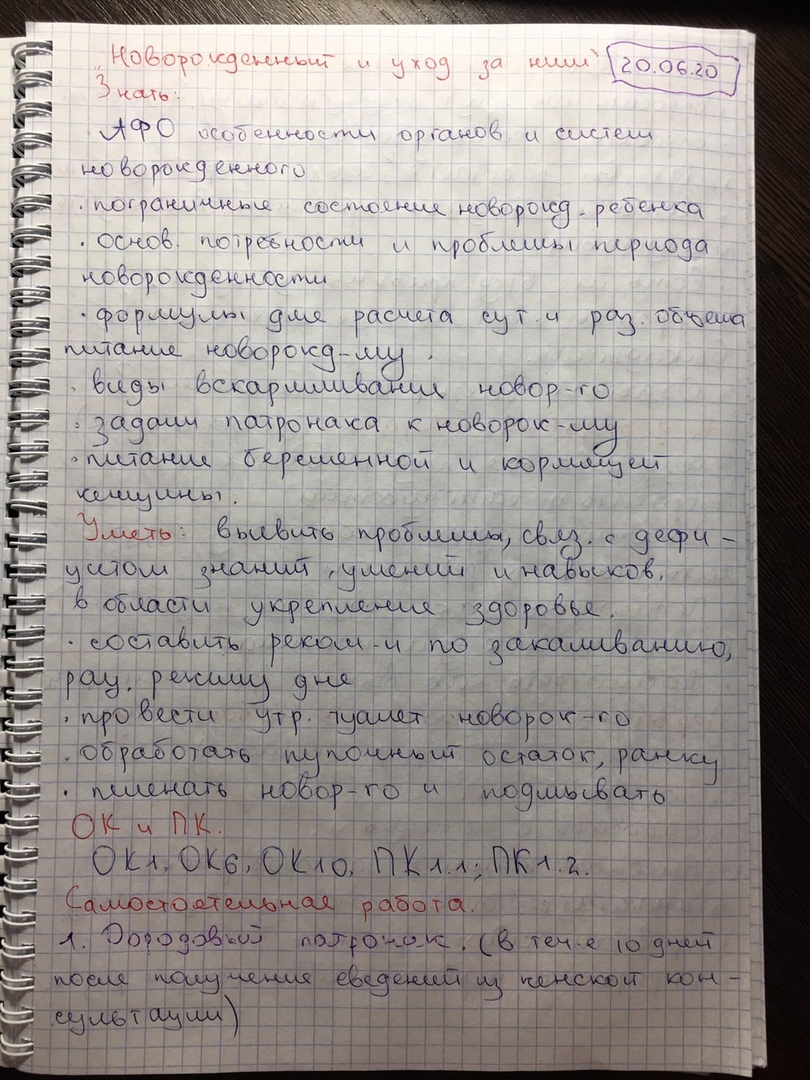 „Новорожденный и уход за ним" 20.06.20
Знать:
АФО особенности органов и систем
новорожденного
· пограничные состояние новорожд. ребенка
· основ. потребности и проблемы периода
новорожденности
· формулы для расчета сут. и раз. объема
питание новорожд-му.
· виды вскармливания новор-го
· задачи патронажа к новорож-му
· питание беременной и кормящей
женщины.
Уметь: выявить проблемы, связ. с дефи-
цитом знаний, умений и навыков,
в области укрепление здоровье.
· составить реком-и по закаливанию,
рац. режиму дня
· провести утр. туалет новорож-го
· обработать пупочный остаток, ранку
· пеленать новор-го и подмывать
ОК и ПК.
ОК1, ОК6, ОК10, ПК1.1; ПК1.2.
Самостоятельная работа.
1. Дородовый патронаж. (в теч-е 10 дней
после получения сведений из женской кон-
сультации)